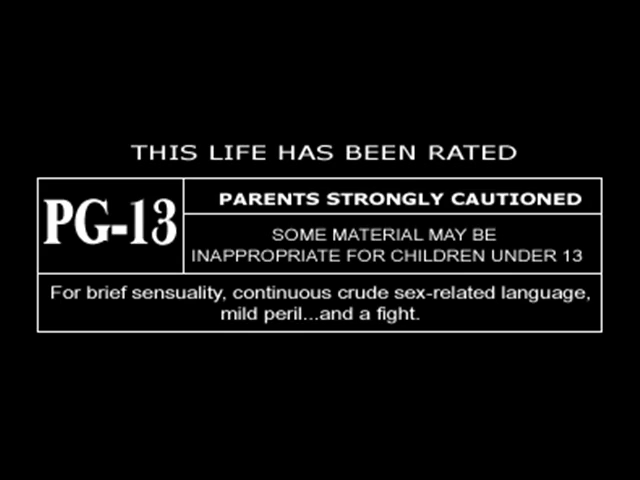 THIS LIFE HAS BEEN RATED
PG-13
PARENTS STRONGLY CAUTIONED
SOME MATERIAL MAY BE
INAPPROPRIATE FOR CHILDREN UNDER 13
For brief sensuality, continuous crude sex-related language,
mild peril...and a fight.